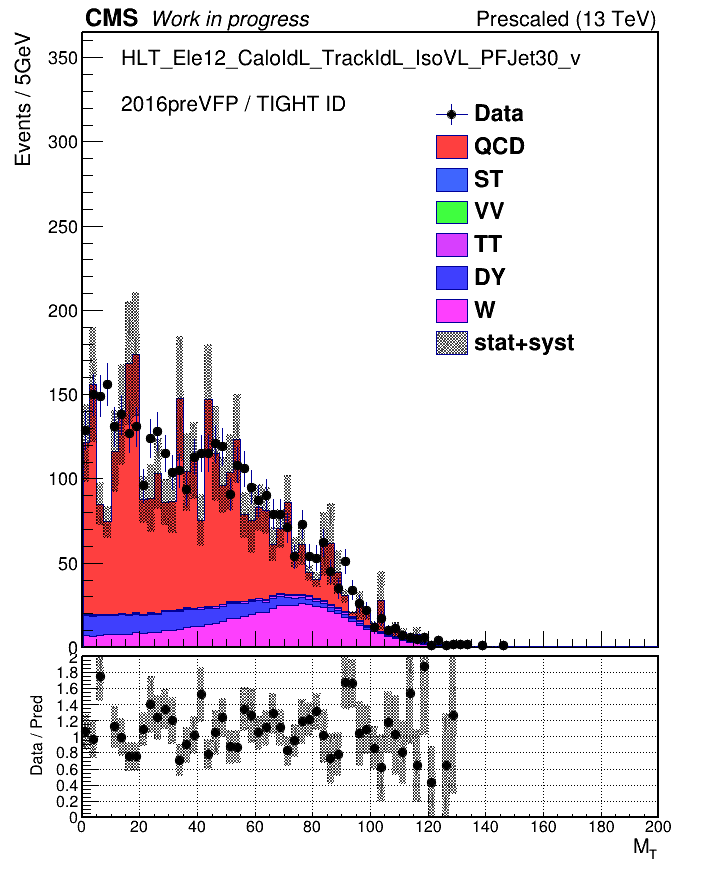 CMS Work in progress Prescaled (13 TeV)
Events / 5GeV
HLT_Ele12_CaloIdL_TrackIdL_IsoVL_PFJet30_v
2016preVFP / TIGHT ID
Data
QCD
ST
VV
TT
DY
W
stat+syst
350
300
250
200
150
100
50
0
Data / Pred
2
1.8
1.6
1.4
1.2
1
0.8
0.6
0.4
0.2
0
0 20 40 60 80 100 120 140 160 180 200
M_T